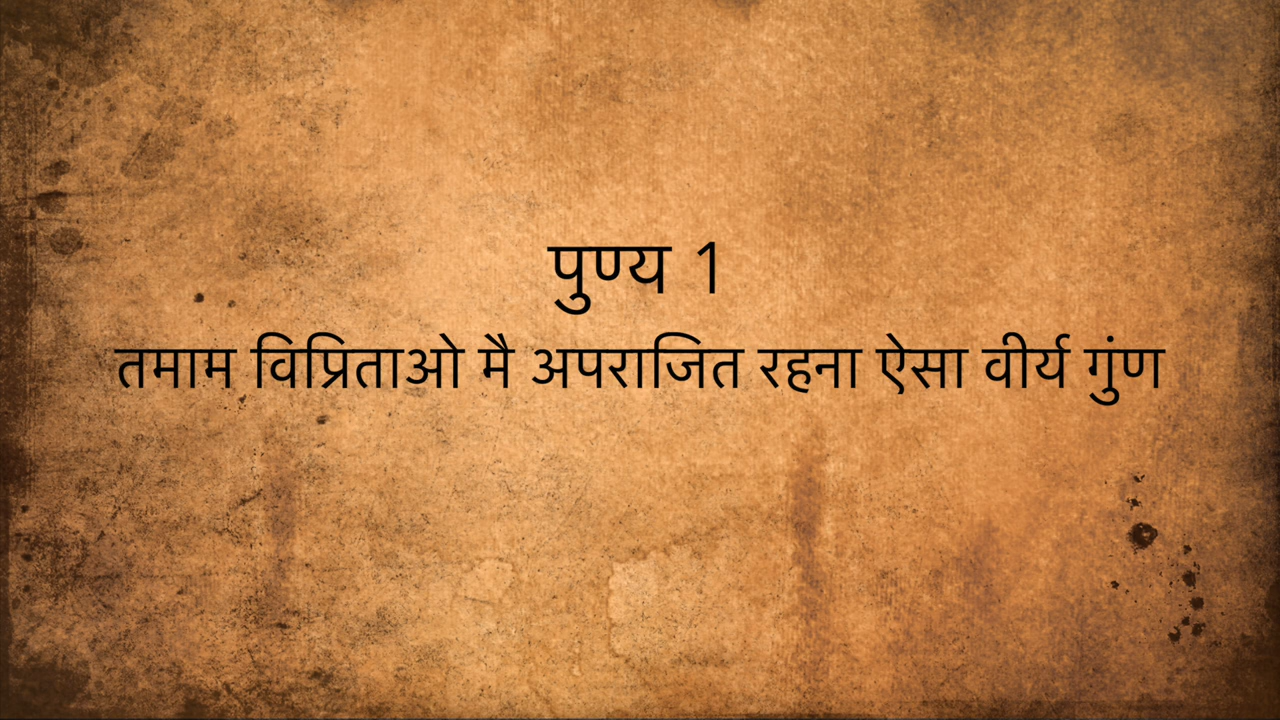 पुण्य 1
तमाम विप्रिताओ मै अपराजित रहना ऐसा वीर्य गुंण